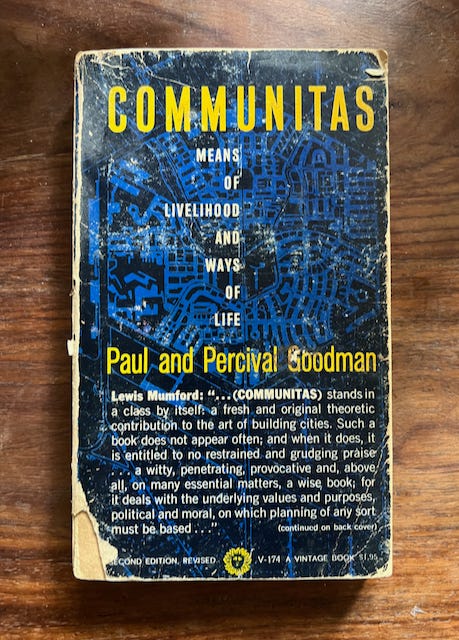 COMMUNITAS
MEANS
OF
LIVELIHOOD
AND
WAYS
OF
LIFE
Paul and Percival Goodman
Lewis Mumford: "...(COMMUNITAS) stands in
a class by itself: a fresh and original theoretic
contribution to the art of building cities. Such a
book does not appear often; and when it does, it
is entitled to no restrained and grudging praise
... a witty, penetrating, provocative and, above
all, on many essential matters, a wise book; for
it deals with the underlying values and purposes,
political and moral, on which planning of any sort
must be based ..." (continued on back cover)
SECOND EDITION, REVISED V-174 A VINTAGE BOOK $1.95